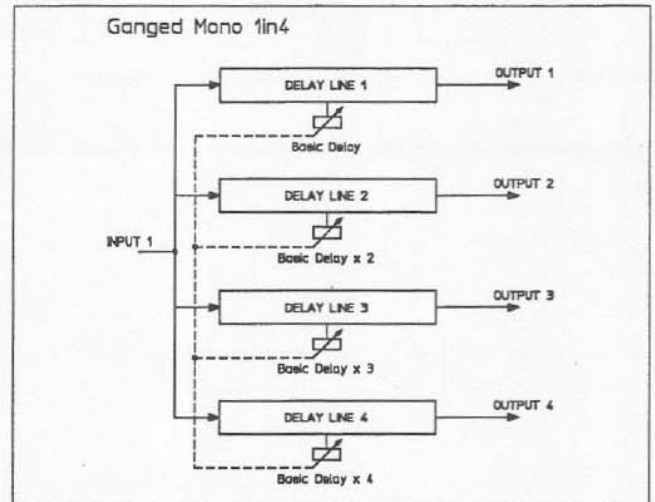 Ganged Mono 1in4
DELAY LINE 1
OUTPUT 1
Basic Delay
DELAY LINE 2
OUTPUT 2
INPUT 1
Basic Delay x 2
DELAY LINE 3
OUTPUT 3
Basic Delay x 3
DELAY LINE 4
OUTPUT 4
Basic Delay x 4